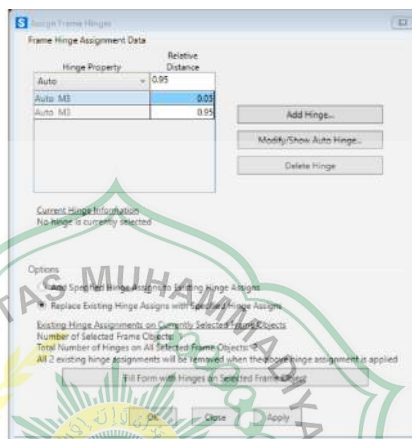 Assign Frame Hinges
Frame Hinge Assignment Data
Relative
Hinge Property Distance
Auto 0.95
Auto M3 0.05
Auto M3 0.95
Add Hinge...
Modify/Show Auto Hinge...
Delete Hinge
Current Hinge Information
No hinge is currently selected
Options
Add Specified Hinge Assigns to Existing Hinge Assigns
Replace Existing Hinge Assigns with Specified Hinge Assigns
Existing Hinge Assignments on Currently Selected Frame Objects
Number of Selected Frame Objects:
Total Number of Hinges on All Selected Frame Objects: 2
All 2 existing hinge assignments will be removed when the above hinge assignment is applied
Fill Form with Hinges on Selected Frame Object
OK Close Apply
TAS MUHAMMADIYA